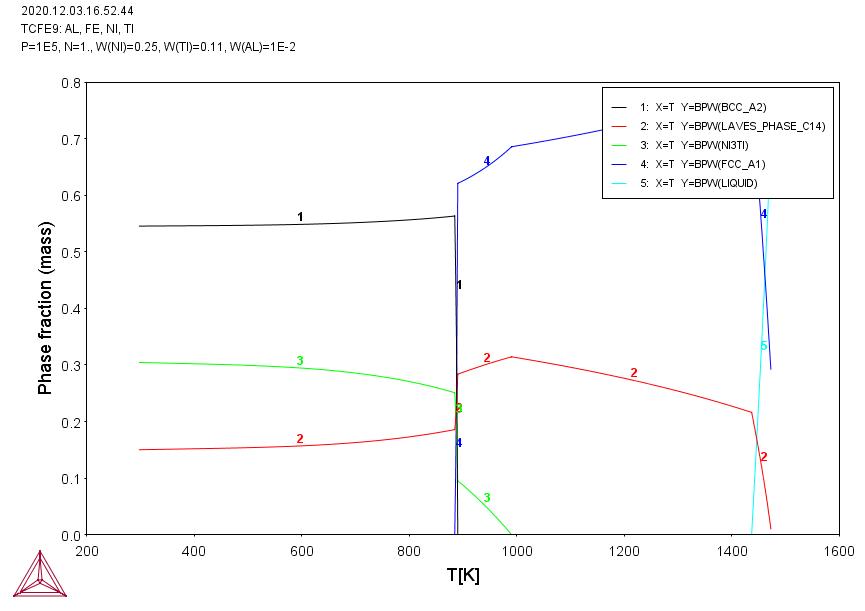 2020.12.03.16.52.44
TCFE9: AL, FE, NI, TI
P=1E5, N=1., W(NI)=0.25, W(TI)=0.11, W(AL)=1E-2
0.8
0.7
0.6
0.5
0.4
0.3
0.2
0.1
0.0
Phase fraction (mass)
1: X=T Y=BPW(BCC_A2)
2: X=T Y=BPW(LAVES_PHASE_C14)
3: X=T Y=BPW(NI3TI)
4: X=T Y=BPW(FCC_A1)
5: X=T Y=BPW(LIQUID)
4
1
4
1
5
3
2
2
2
2
4
2
3
200 400 600 800 1000 1200 1400 1600
T[K]